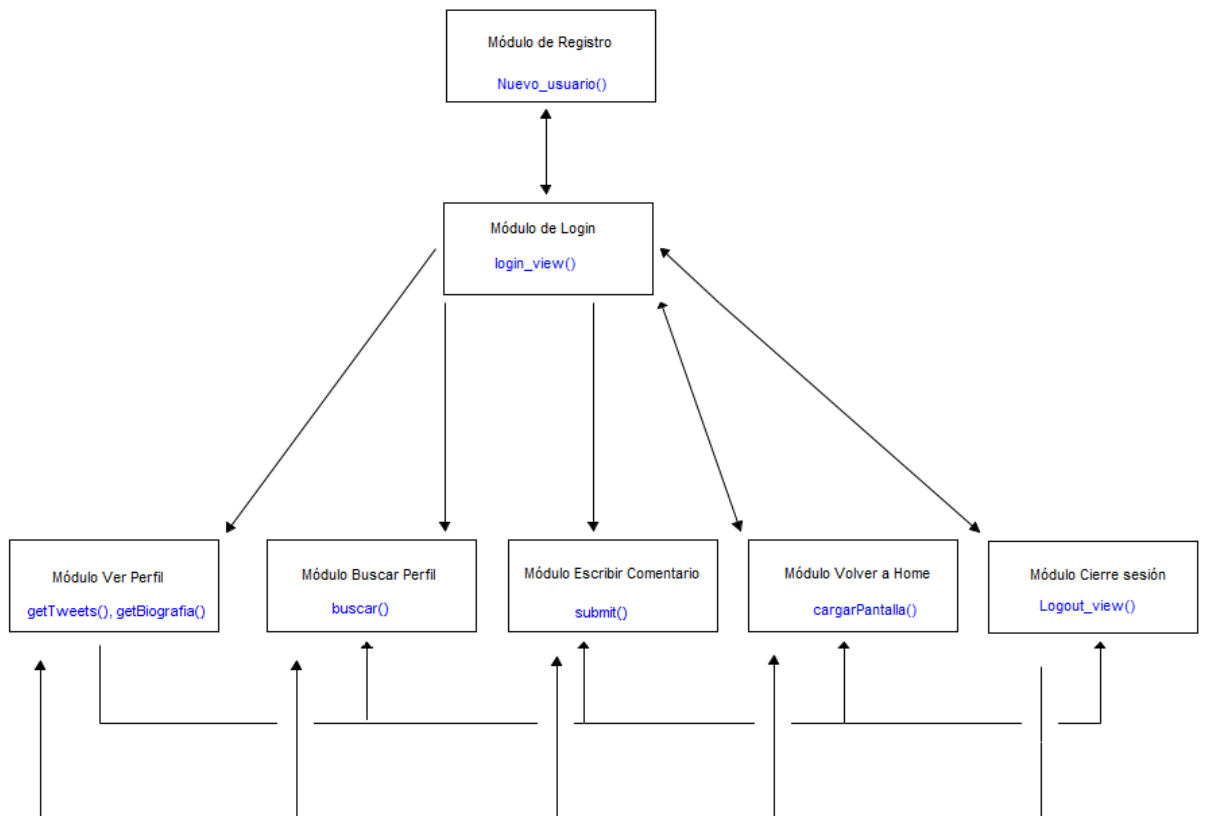 Módulo de Registro
Nuevo_usuario()
Módulo de Login
login_view()
Módulo Ver Perfil
getTweets(), getBiografia()
Módulo Buscar Perfil
buscar()
Módulo Escribir Comentario
submit()
Módulo Volver a Home
cargarPantalla()
Módulo Cierre sesión
Logout_view()